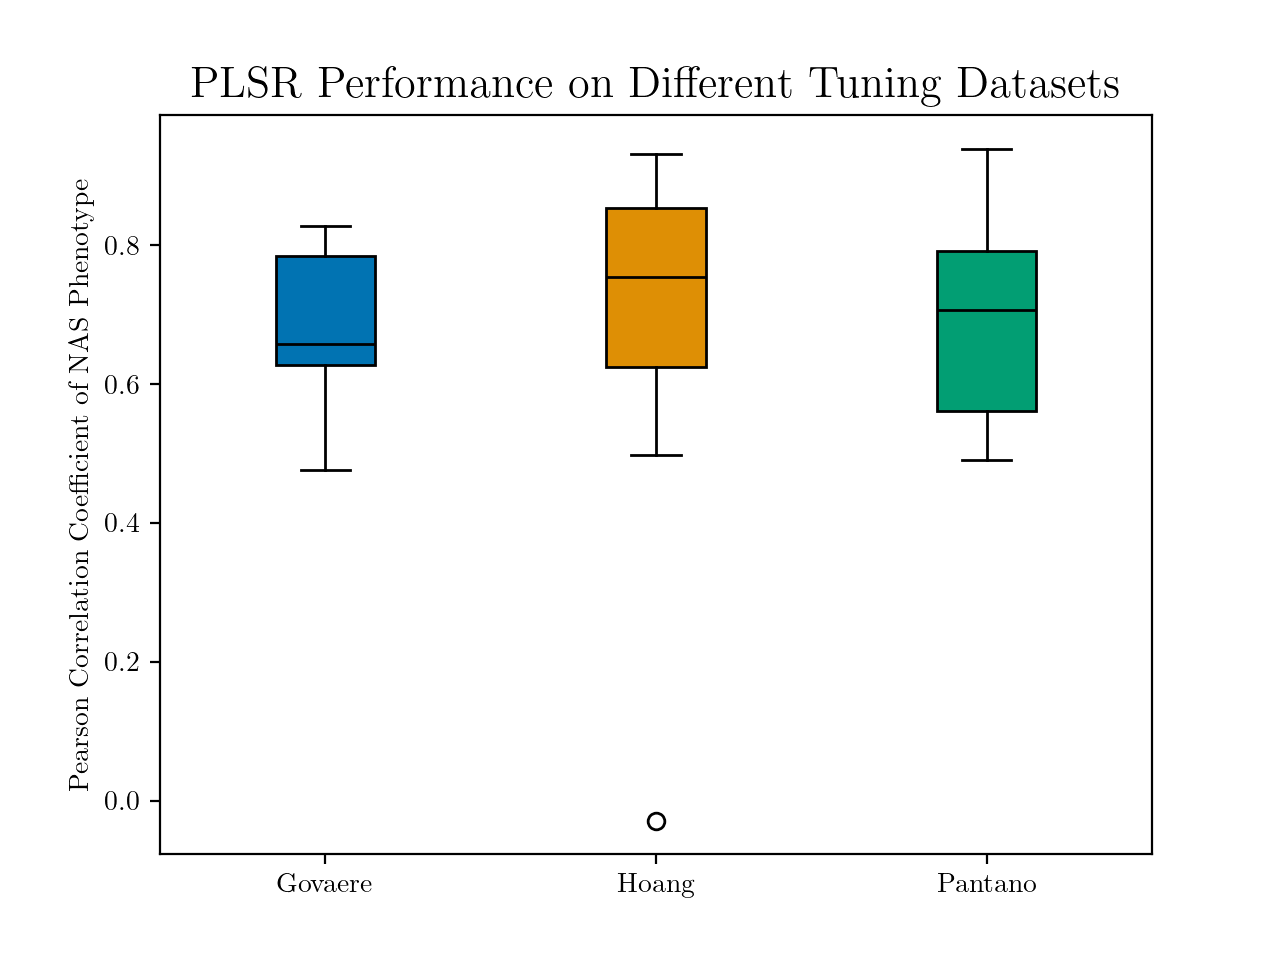 PLSR Performance on Different Tuning Datasets
Pearson Correlation Coefficient of NAS Phenotype
0.8
0.6
0.4
0.2
0.0
Govaere
Hoang
Pantano